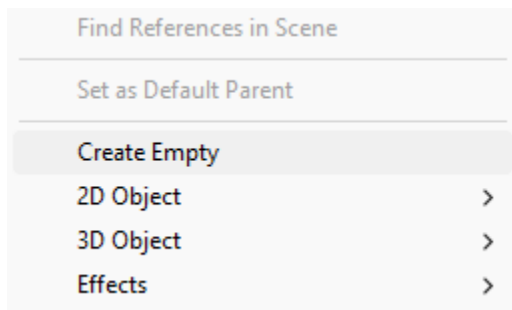 Find References in Scene
Set as Default Parent
Create Empty
2D Object
3D Object
Effects